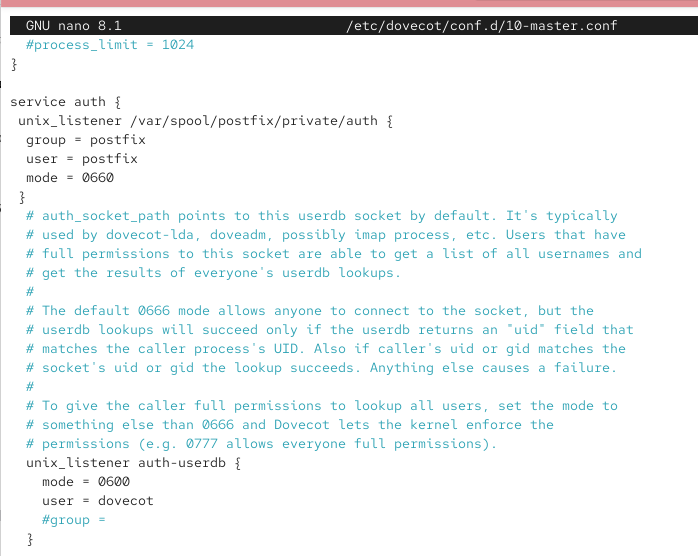 GNU nano 8.1 /etc/dovecot/conf.d/10-master.conf
#process_limit = 1024
}
service auth {
unix_listener /var/spool/postfix/private/auth {
group = postfix
user = postfix
mode = 0660
}
# auth_socket_path points to this userdb socket by default. It's typically
# used by dovecot-lda, doveadm, possibly imap process, etc. Users that have
# full permissions to this socket are able to get a list of all usernames and
# get the results of everyone's userdb lookups.
#
# The default 0666 mode allows anyone to connect to the socket, but the
# userdb lookups will succeed only if the userdb returns an "uid" field that
# matches the caller process's UID. Also if caller's uid or gid matches the
# socket's uid or gid the lookup succeeds. Anything else causes a failure.
#
# To give the caller full permissions to lookup all users, set the mode to
# something else than 0666 and Dovecot lets the kernel enforce the
# permissions (e.g. 0777 allows everyone full permissions).
unix_listener auth-userdb {
mode = 0600
user = dovecot
#group =
}